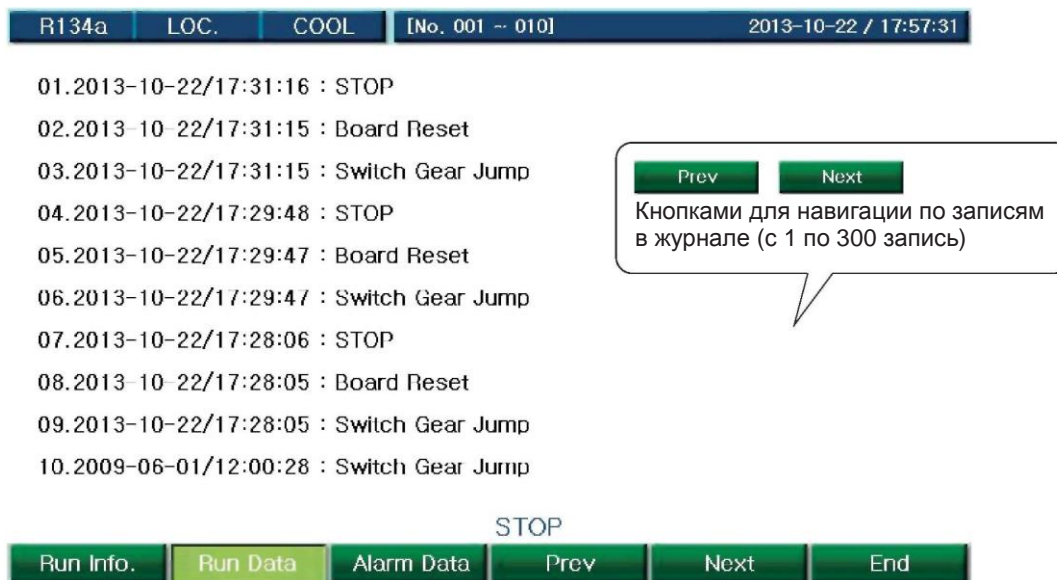 R134a LOC. COOL [No. 001 ~ 010] 2013-10-22 / 17:57:31
01.2013-10-22/17:31:16 : STOP
02.2013-10-22/17:31:15 : Board Reset
03.2013-10-22/17:31:15 : Switch Gear Jump
04.2013-10-22/17:29:48 : STOP
05.2013-10-22/17:29:47 : Board Reset
06.2013-10-22/17:29:47 : Switch Gear Jump
07.2013-10-22/17:28:06 : STOP
08.2013-10-22/17:28:05 : Board Reset
09.2013-10-22/17:28:05 : Switch Gear Jump
10.2009-06-01/12:00:28 : Switch Gear Jump
Prev Next
Кнопками для навигации по записям
в журнале (с 1 по 300 запись)
STOP
Run Info. Run Data Alarm Data Prev Next End